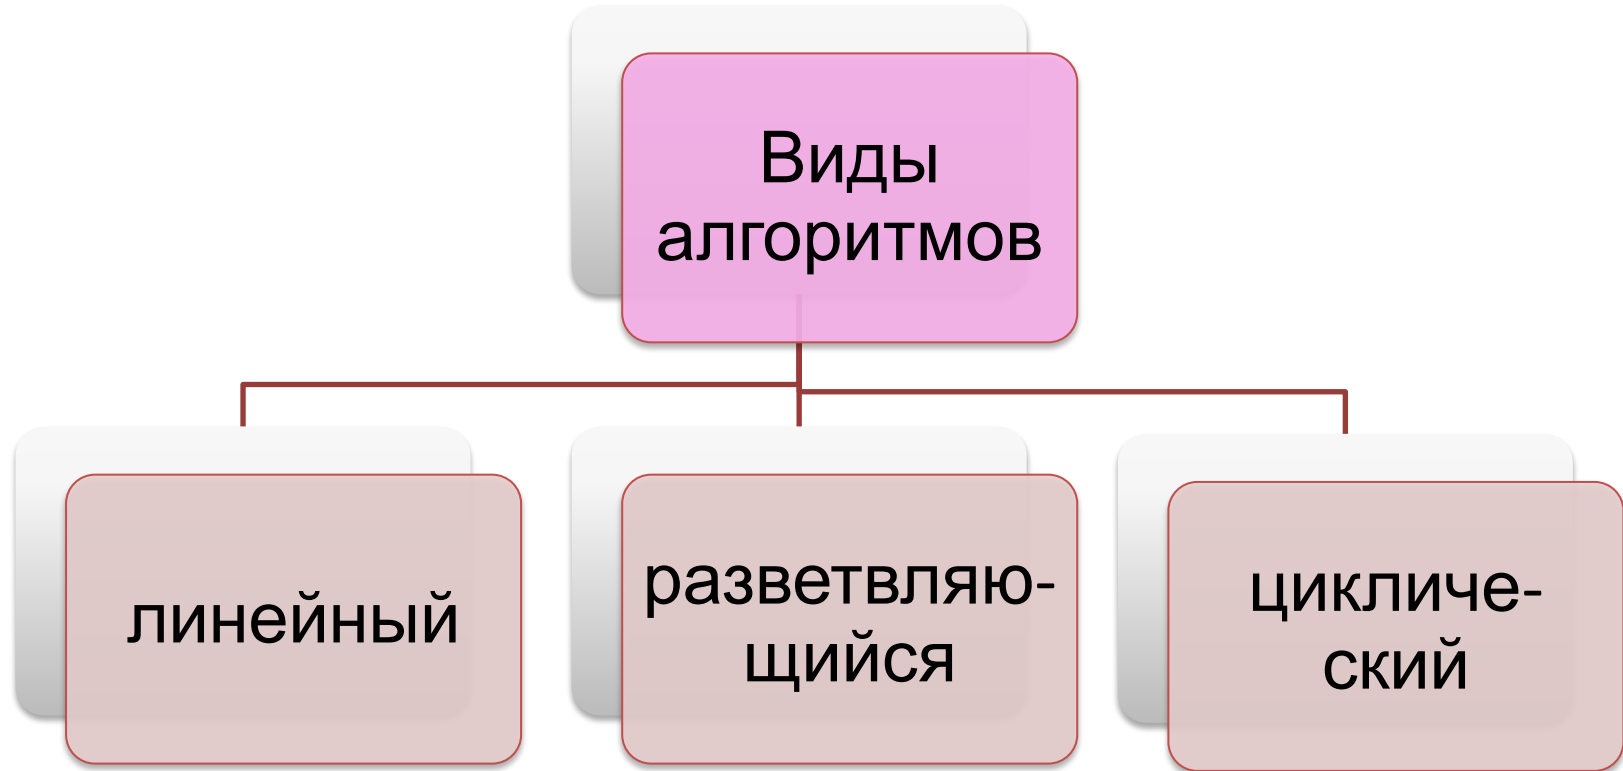 Виды
алгоритмов
линейный
разветвляю-
щийся
цикличе-
ский